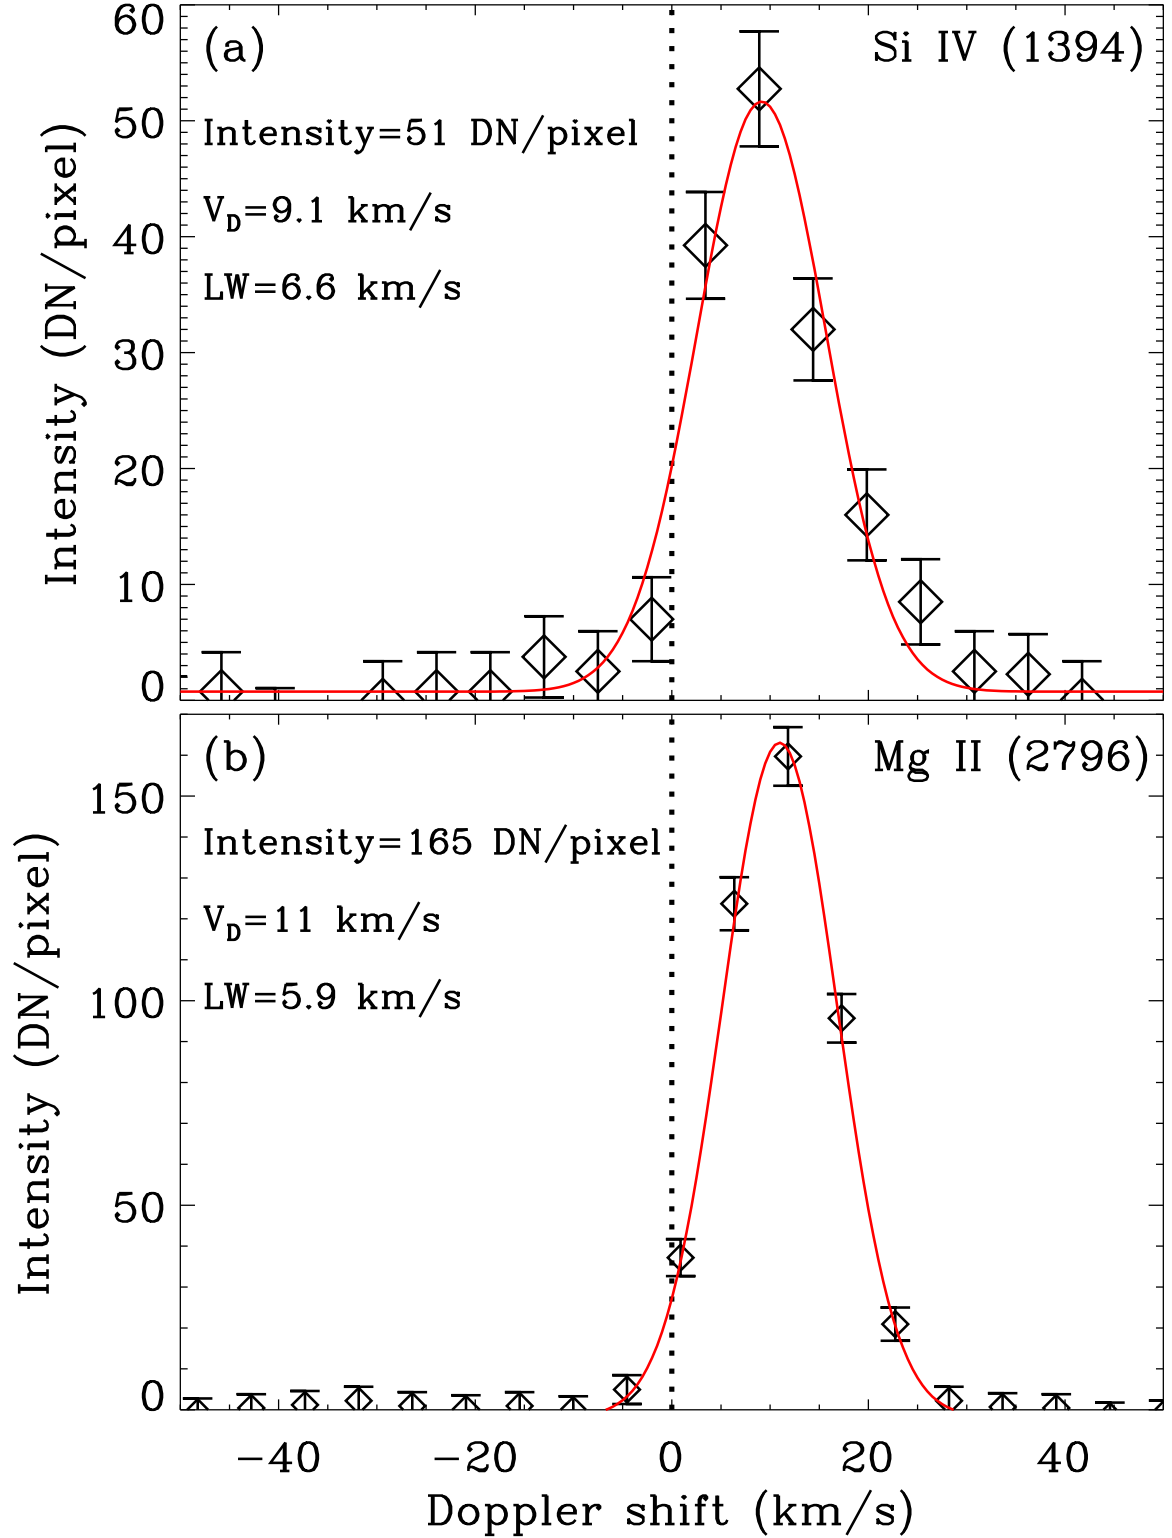 (a)
Si IV (1394)
Intensity=51 DN/pixel
V_D=9.1 km/s
LW=6.6 km/s
60
50
40
30
20
10
0
Intensity (DN/pixel)
(b)
Mg II (2796)
Intensity=165 DN/pixel
V_D=11 km/s
LW=5.9 km/s
150
100
50
0
Intensity (DN/pixel)
−40 −20 0 20 40
Doppler shift (km/s)